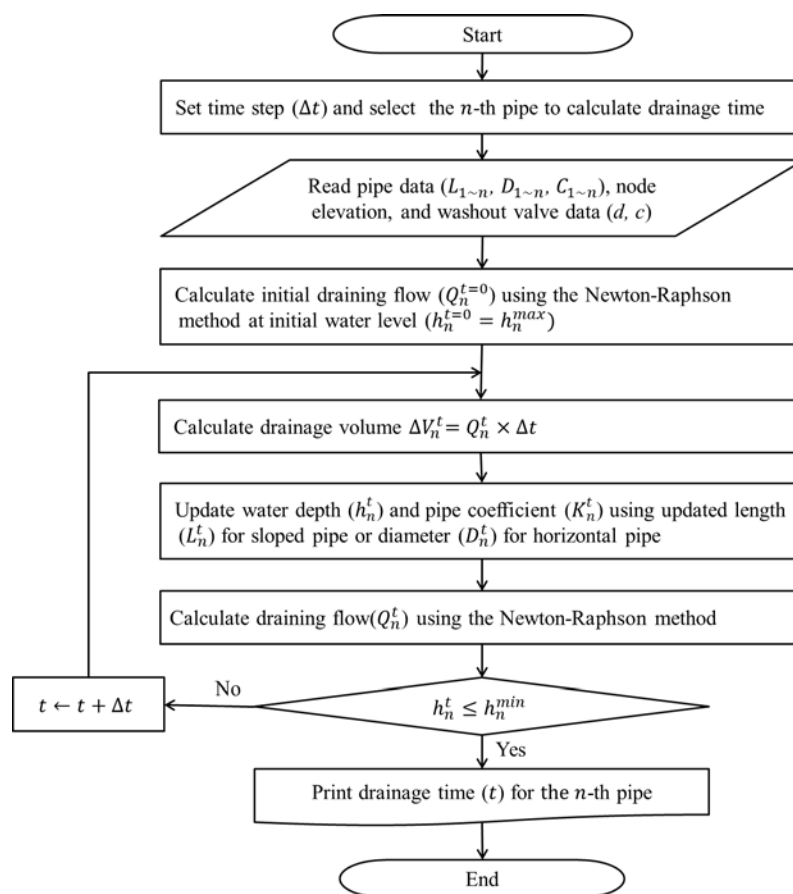 Start
Set time step (Δt) and select the n-th pipe to calculate drainage time
Read pipe data (L₁~ₙ, D₁~ₙ, C₁~ₙ), node
elevation, and washout valve data (d, c)
Calculate initial draining flow (Qₙᵗ⁼⁰) using the Newton-Raphson
method at initial water level (hₙᵗ⁼⁰ = hₙᵐᵃˣ)
Calculate drainage volume ΔVₙᵗ = Qₙᵗ × Δt
Update water depth (hₙᵗ) and pipe coefficient (Kₙᵗ) using updated length
(Lₙᵗ) for sloped pipe or diameter (Dₙᵗ) for horizontal pipe
Calculate draining flow(Qₙᵗ) using the Newton-Raphson method
No
t ← t + Δt
hₙᵗ ≤ hₙᵐⁱⁿ
Yes
Print drainage time (t) for the n-th pipe
End